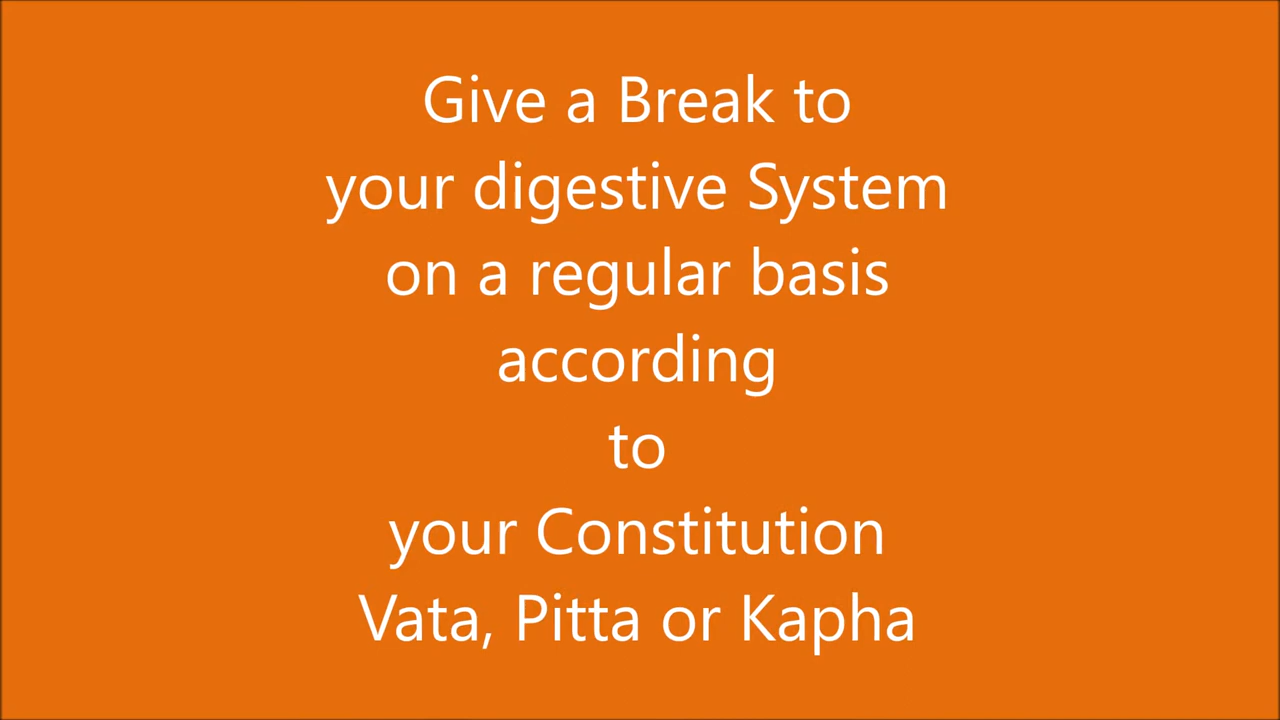 Give a Break to
your digestive System
on a regular basis
according
to
your Constitution
Vata, Pitta or Kapha